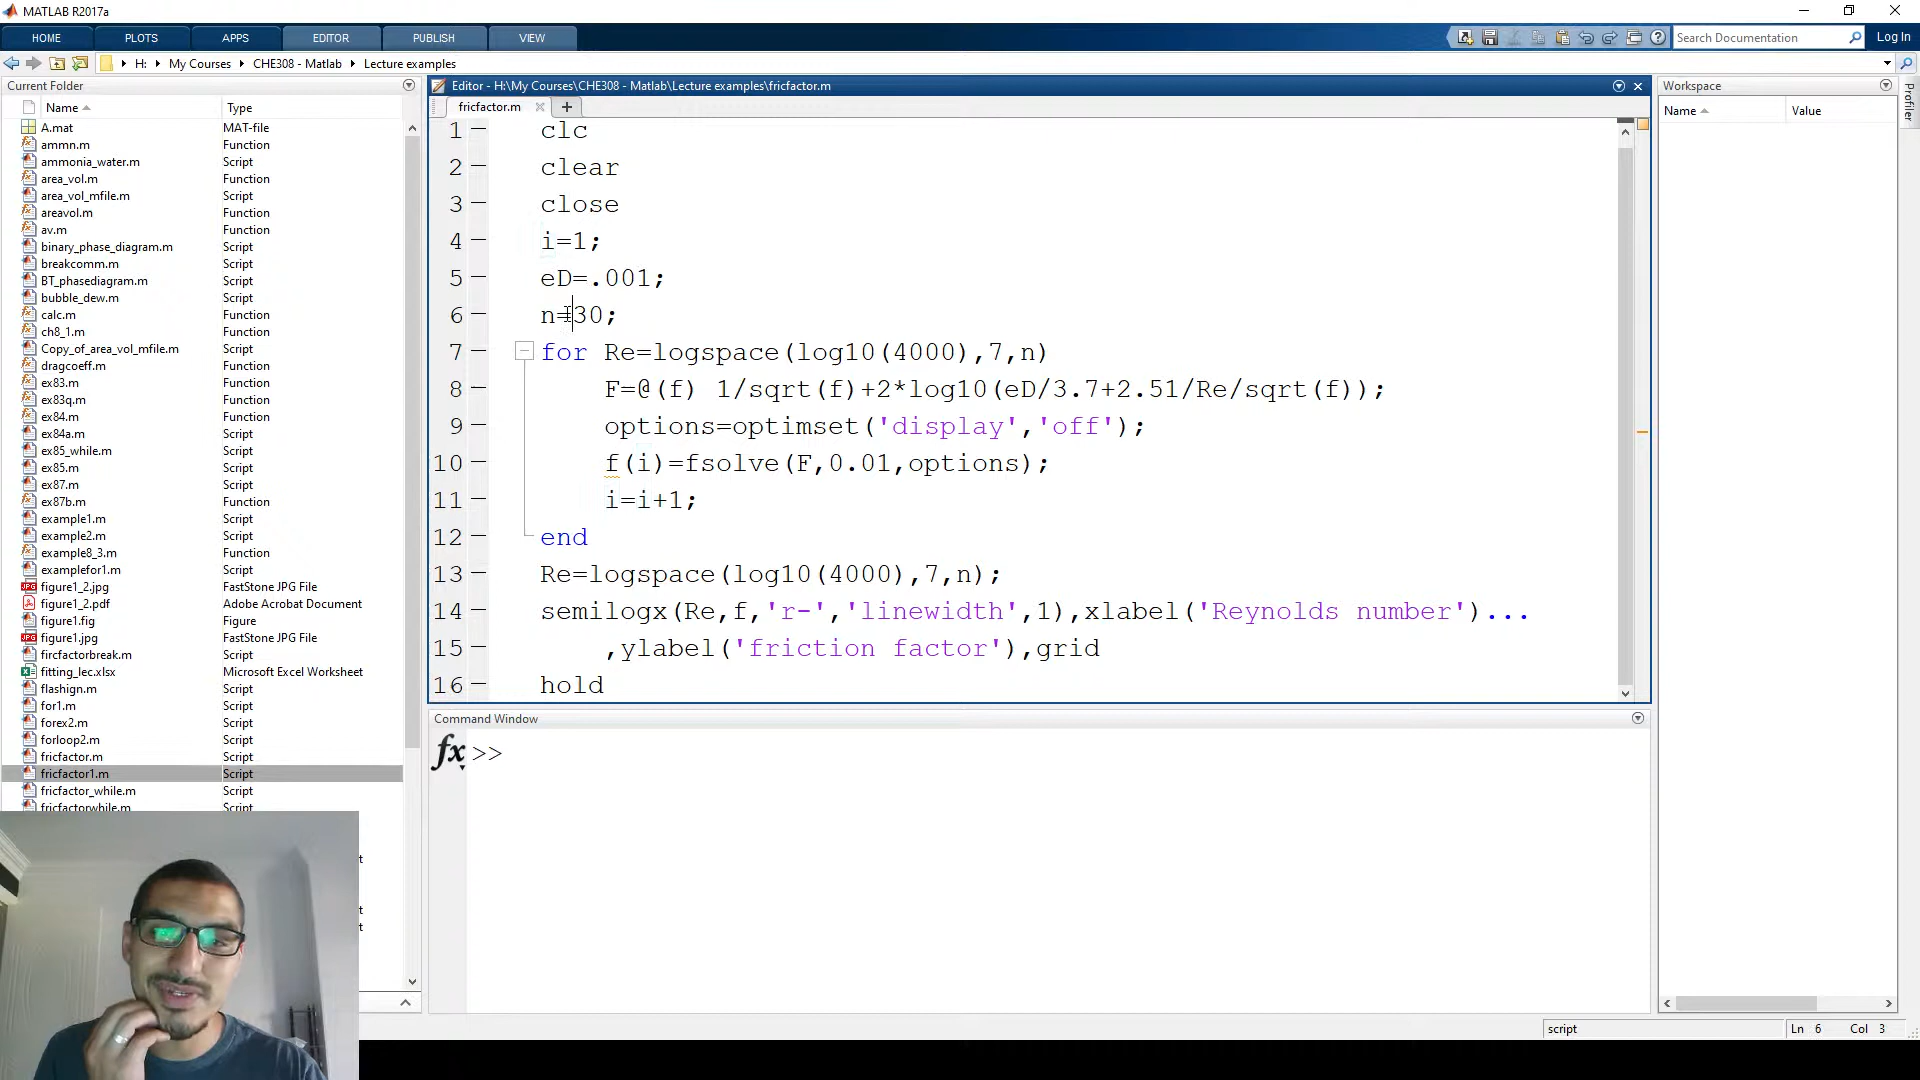 MATLAB R2017a
HOME PLOTS APPS EDITOR PUBLISH VIEW Search Documentation Log In
H: My Courses CHE308 - Matlab Lecture examples
Current Folder
Name Type
A.mat MAT-file
ammn.m Function
ammonia_water.m Script
area_vol.m Function
area_vol_mfile.m Script
areavol.m Function
av.m Function
binary_phase_diagram.m Script
breakcomm.m Script
BT_phasediagram.m Script
bubble_dew.m Script
calc.m Function
ch8_1.m Function
Copy_of_area_vol_mfile.m Script
dragcoeff.m Function
ex83.m Function
ex83q.m Function
ex84.m Function
ex84a.m Script
ex85_while.m Script
ex85.m Script
ex87.m Script
ex87b.m Function
example1.m Script
example2.m Script
example8_3.m Function
examplefor1.m Script
figure1_2.jpg FastStone JPG File
figure1_2.pdf Adobe Acrobat Document
figure1.fig Figure
figure1.jpg FastStone JPG File
fircfactorbreak.m Script
fitting_lec.xlsx Microsoft Excel Worksheet
flashign.m Script
for1.m Script
forex2.m Script
forloop2.m Script
fricfactor.m Script
fricfactor1.m Script
fricfactor_while.m Script
fricfactorwhile.m Script
Editor - H:\My Courses\CHE308 - Matlab\Lecture examples\fricfactor.m
fricfactor.m
1 clc
2 clear
3 close
4 i=1;
5 eD=.001;
6 n=30;
7 for Re=logspace(log10(4000),7,n)
8 F=@(f) 1/sqrt(f)+2*log10(eD/3.7+2.51/Re/sqrt(f));
9 options=optimset('display','off');
10 f(i)=fsolve(F,0.01,options);
11 i=i+1;
12 end
13 Re=logspace(log10(4000),7,n);
14 semilogx(Re,f,'r-','linewidth',1),xlabel('Reynolds number')...
15 ,ylabel('friction factor'),grid
16 hold
Command Window
fx >>
Workspace
Name Value
Profiler
script Ln 6 Col 3